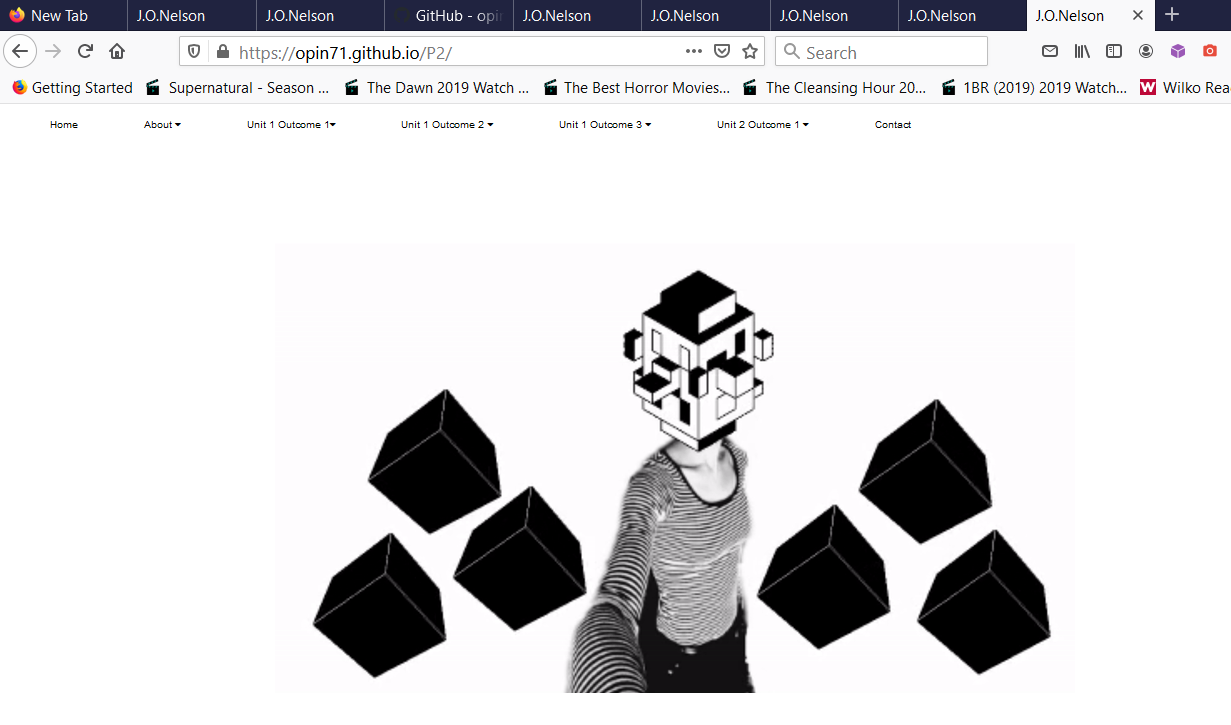 New Tab J.O.Nelson J.O.Nelson GitHub - opin J.O.Nelson J.O.Nelson J.O.Nelson J.O.Nelson J.O.Nelson
https://opin71.github.io/P2/ Search
Getting Started Supernatural - Season ... The Dawn 2019 Watch ... The Best Horror Movies... The Cleansing Hour 20... 1BR (2019) 2019 Watch... W Wilko Rea
Home About Unit 1 Outcome 1 Unit 1 Outcome 2 Unit 1 Outcome 3 Unit 2 Outcome 1 Contact